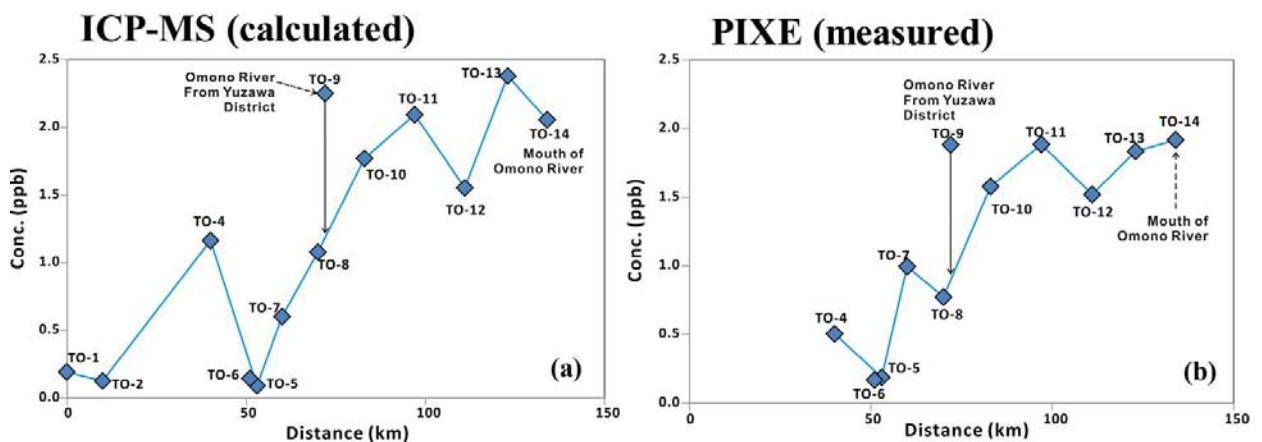 ICP-MS (calculated)
2.5
2.0
1.5
1.0
0.5
0.0
Conc. (ppb)
0
50
100
150
Distance (km)
TO-1
TO-2
TO-4
TO-6
TO-5
TO-7
TO-8
Omono River
From Yuzawa
District
TO-9
TO-10
TO-11
TO-12
TO-13
TO-14
Mouth of
Omono River
(a)
PIXE (measured)
2.5
2.0
1.5
1.0
0.5
0.0
Conc. (ppb)
0
50
100
150
Distance (km)
TO-4
TO-5
TO-6
TO-7
TO-8
Omono River
From Yuzawa
District
TO-9
TO-10
TO-11
TO-12
TO-13
TO-14
Mouth of
Omono River
(b)